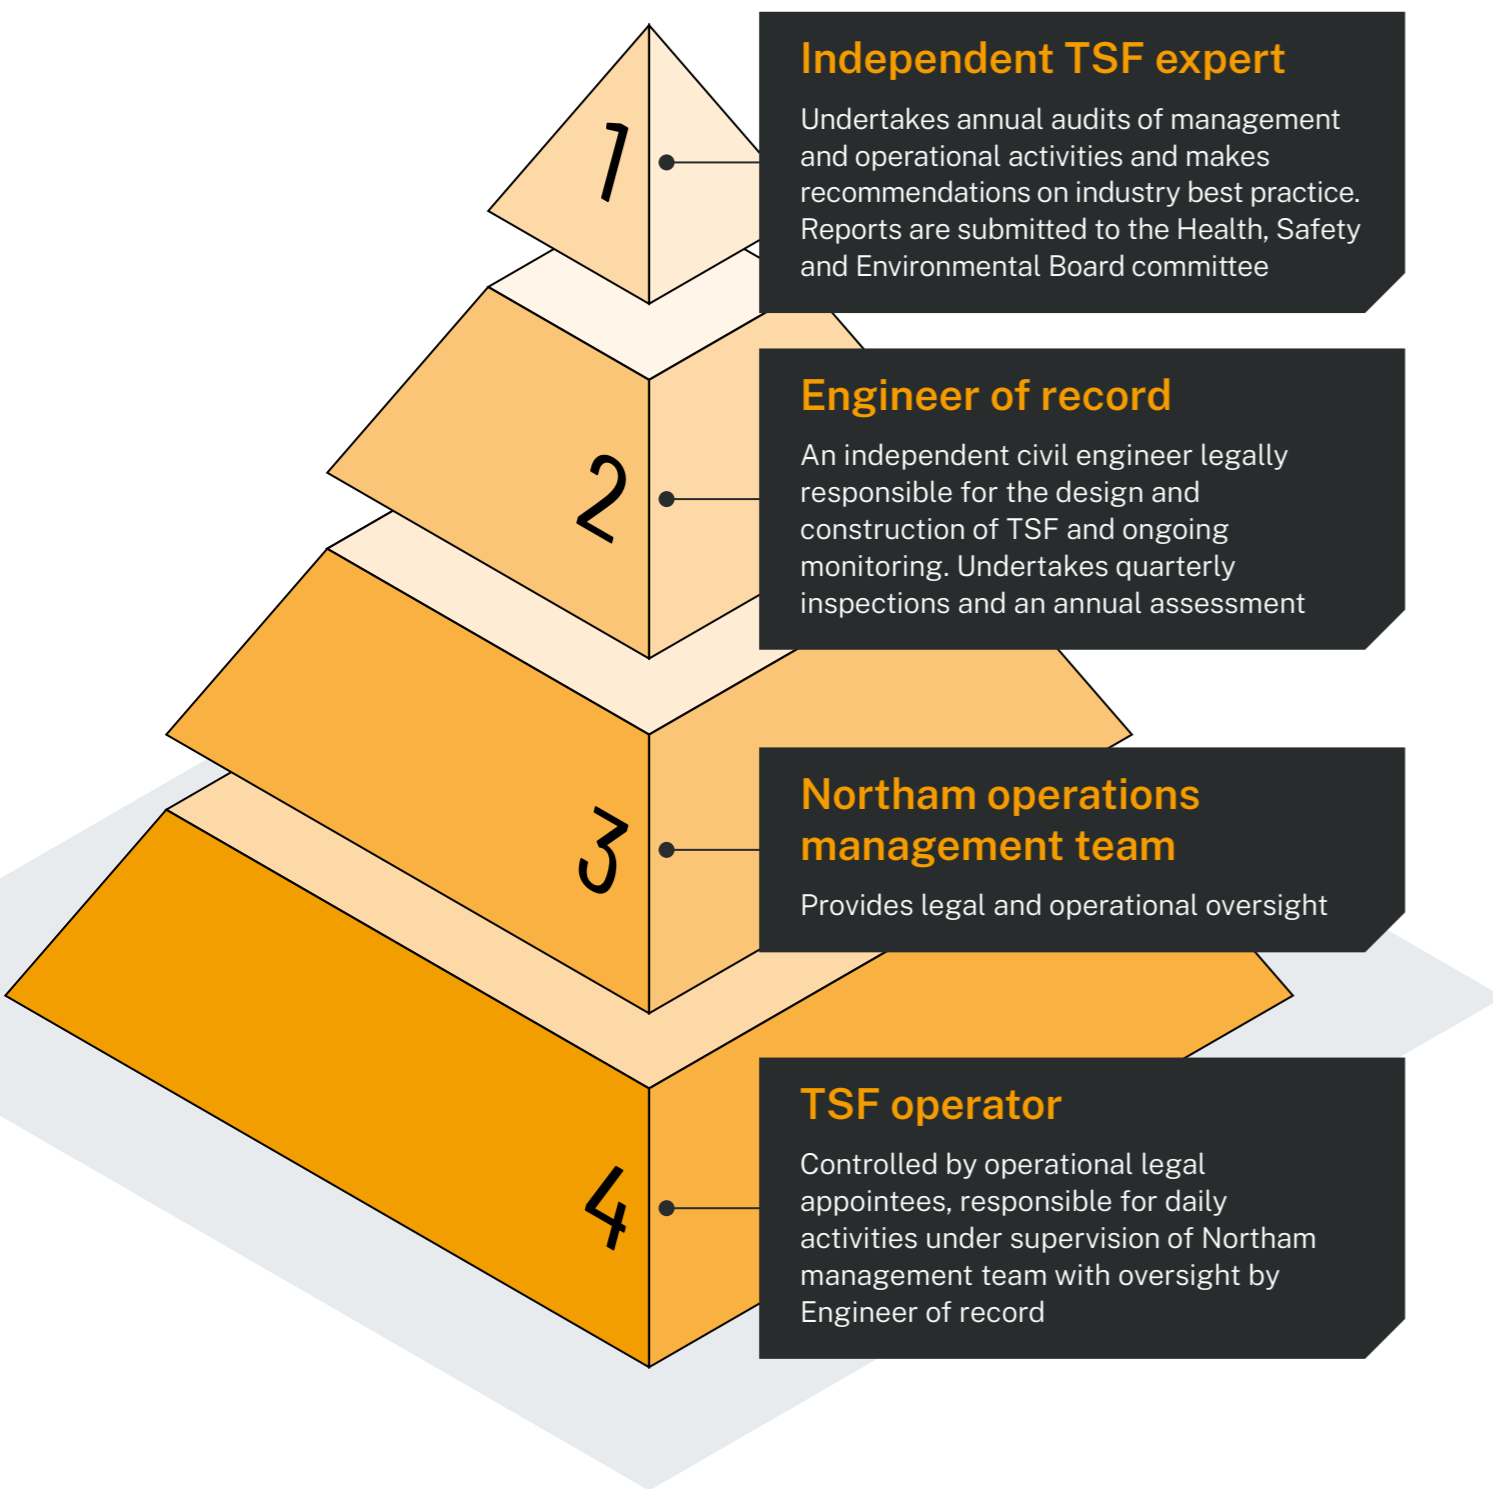 1
Independent TSF expert
Undertakes annual audits of management
and operational activities and makes
recommendations on industry best practice.
Reports are submitted to the Health, Safety
and Environmental Board committee
2
Engineer of record
An independent civil engineer legally
responsible for the design and
construction of TSF and ongoing
monitoring. Undertakes quarterly
inspections and an annual assessment
3
Northam operations
management team
Provides legal and operational oversight
4
TSF operator
Controlled by operational legal
appointees, responsible for daily
activities under supervision of Northam
management team with oversight by
Engineer of record